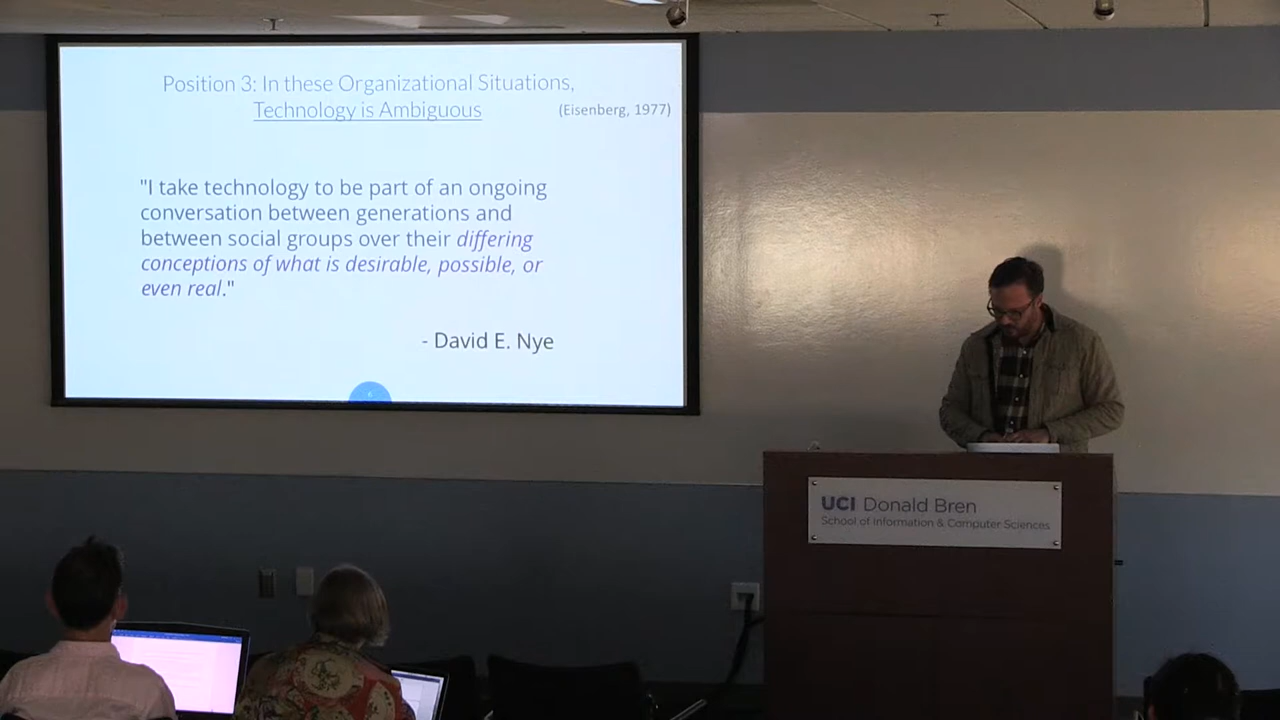 Position 3: In these Organizational Situations,
Technology is Ambiguous
(Eisenberg, 1977)
"I take technology to be part of an ongoing
conversation between generations and
between social groups over their differing
conceptions of what is desirable, possible, or
even real."
- David E. Nye
6
UCI Donald Bren
School of Information & Computer Sciences